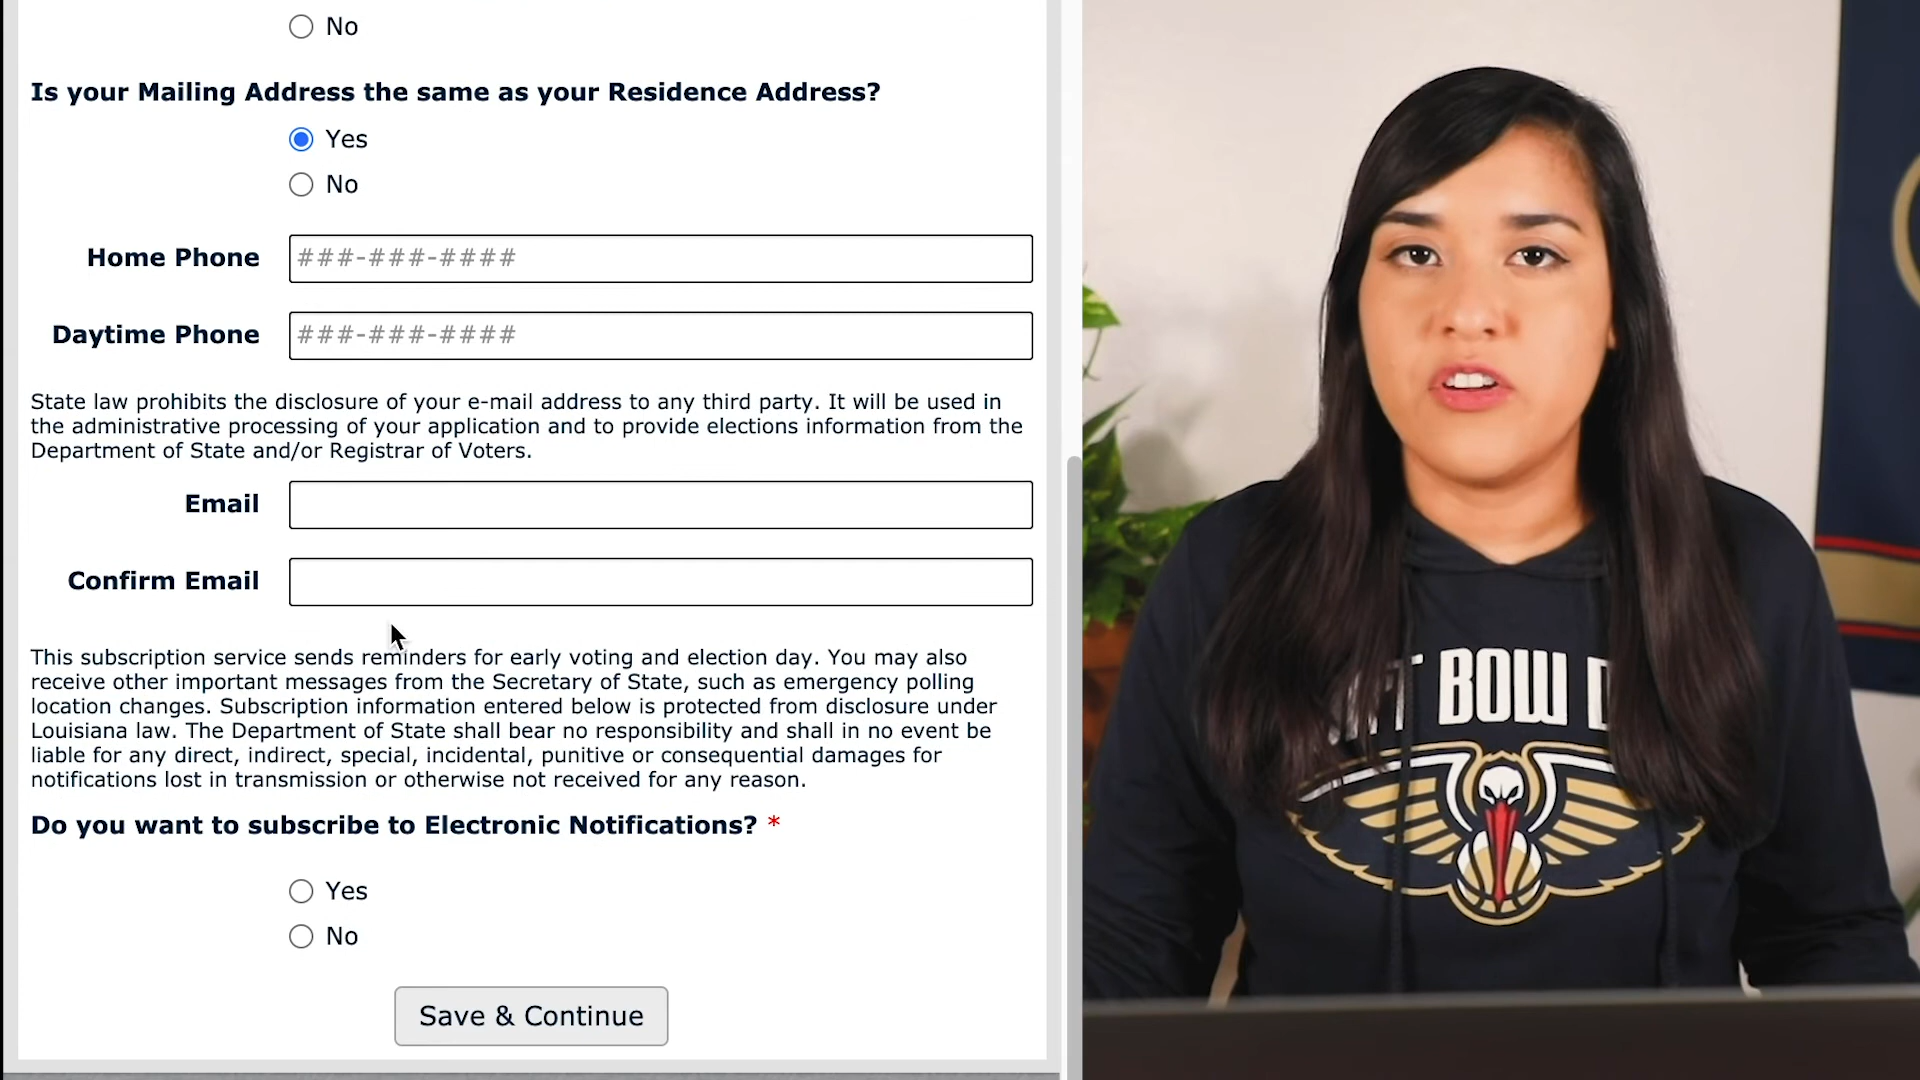 No
Is your Mailing Address the same as your Residence Address?
Yes
No
Home Phone
###-###-####
Daytime Phone
###-###-####
State law prohibits the disclosure of your e-mail address to any third party. It will be used in
the administrative processing of your application and to provide elections information from the
Department of State and/or Registrar of Voters.
Email
Confirm Email
This subscription service sends reminders for early voting and election day. You may also
receive other important messages from the Secretary of State, such as emergency polling
location changes. Subscription information entered below is protected from disclosure under
Louisiana law. The Department of State shall bear no responsibility and shall in no event be
liable for any direct, indirect, special, incidental, punitive or consequential damages for
notifications lost in transmission or otherwise not received for any reason.
Do you want to subscribe to Electronic Notifications? *
Yes
No
Save & Continue
BOW